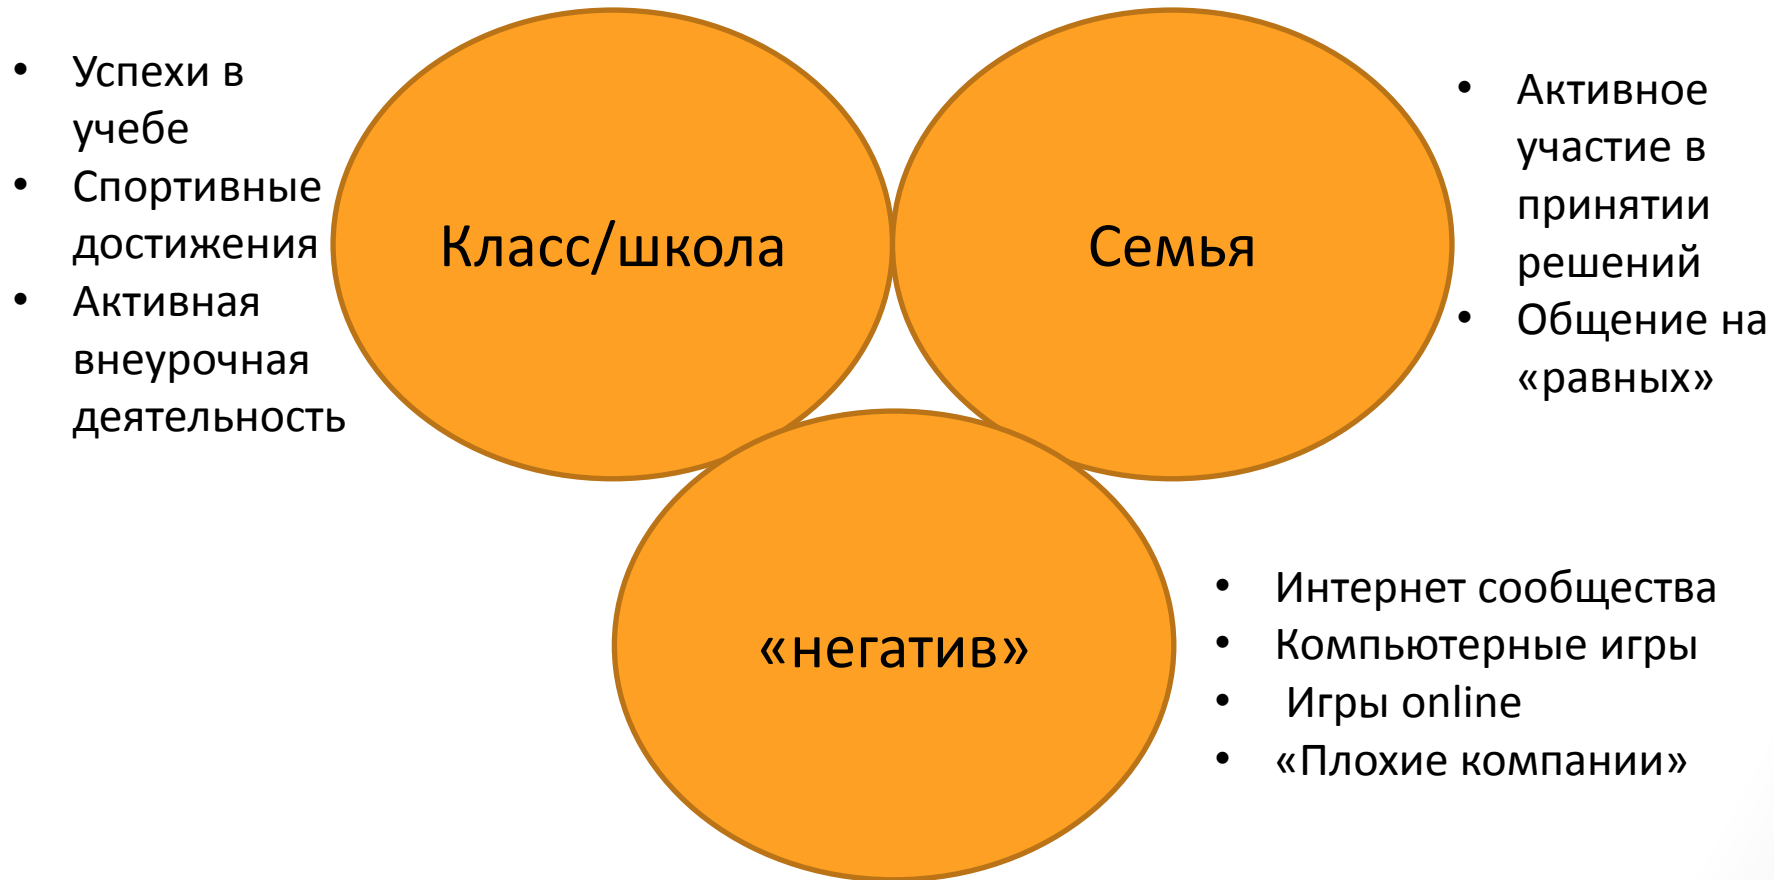 • Успехи в
учебе
• Спортивные
достижения
• Активная
внеурочная
деятельность
Класс/школа
Семья
• Активное
участие в
принятии
решений
• Общение на
«равных»
«негатив»
• Интернет сообщества
• Компьютерные игры
• Игры online
• «Плохие компании»